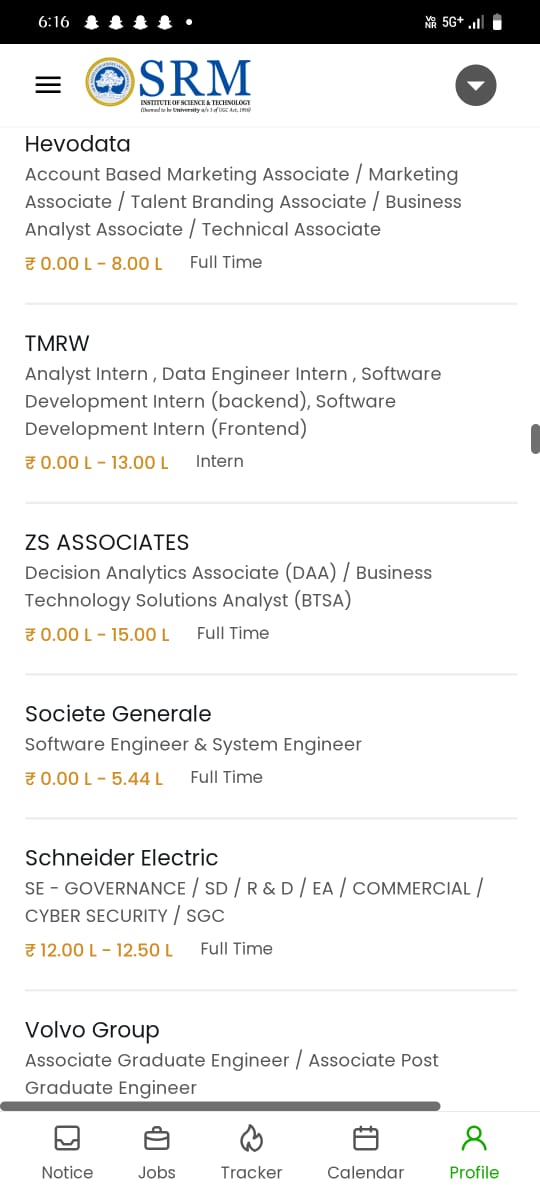 6:16
Vo
NR 5G+
SRM
INSTITUTE OF SCIENCE & TECHNOLOGY
(Deemed to be University u/s 3 of UGC Act, 1956)
Hevodata
Account Based Marketing Associate / Marketing
Associate / Talent Branding Associate / Business
Analyst Associate / Technical Associate
₹ 0.00 L - 8.00 L Full Time
TMRW
Analyst Intern , Data Engineer Intern , Software
Development Intern (backend), Software
Development Intern (Frontend)
₹ 0.00 L - 13.00 L Intern
ZS ASSOCIATES
Decision Analytics Associate (DAA) / Business
Technology Solutions Analyst (BTSA)
₹ 0.00 L - 15.00 L Full Time
Societe Generale
Software Engineer & System Engineer
₹ 0.00 L - 5.44 L Full Time
Schneider Electric
SE - GOVERNANCE / SD / R & D / EA / COMMERCIAL /
CYBER SECURITY / SGC
₹ 12.00 L - 12.50 L Full Time
Volvo Group
Associate Graduate Engineer / Associate Post
Graduate Engineer
Notice Jobs Tracker Calendar Profile